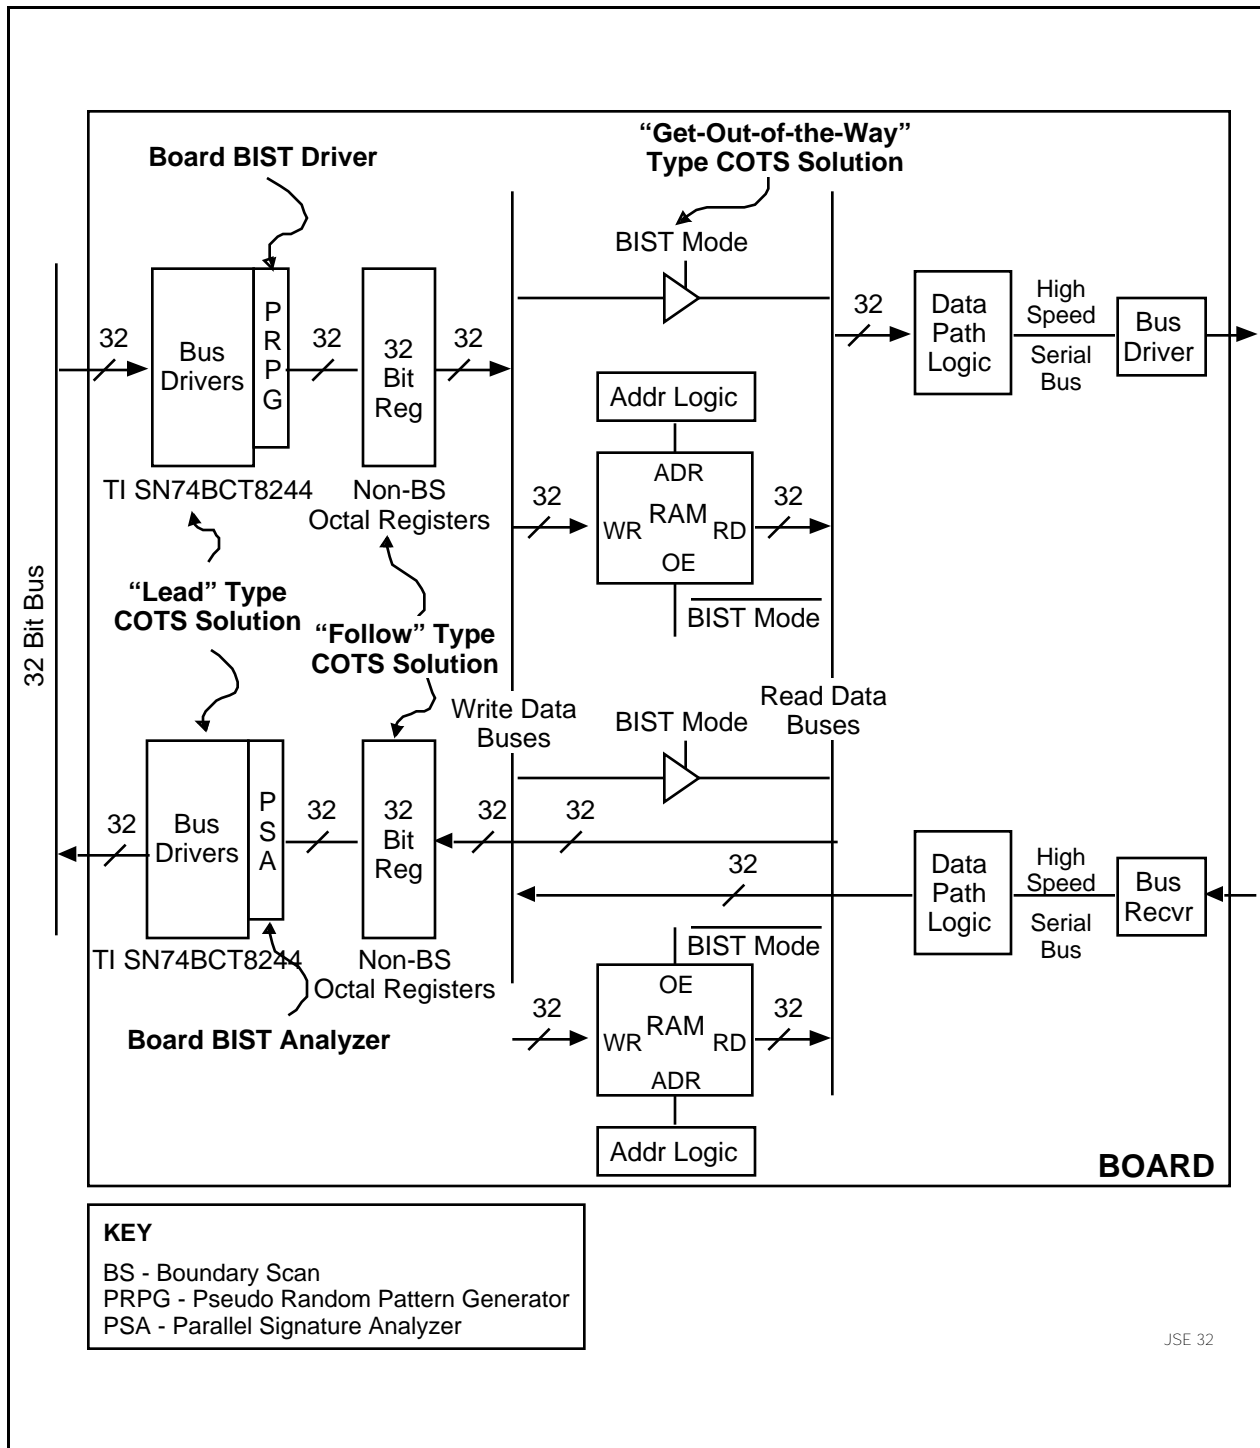 “Get-Out-of-the-Way”
Type COTS Solution
Board BIST Driver
BIST Mode
32
Bus
Drivers
P
R
P
G
32
32
Bit
Reg
32
32
Data
Path
Logic
High
Speed
Serial
Bus
Bus
Driver
Addr Logic
TI SN74BCT8244
Non-BS
Octal Registers
32
ADR
WR
RAM
RD
OE
32
BIST Mode
32 Bit Bus
“Lead” Type
COTS Solution
“Follow” Type
COTS Solution
Write Data
Buses
BIST Mode
Read Data
Buses
32
Bus
Drivers
P
S
A
32
32
Bit
Reg
32
32
32
Data
Path
Logic
High
Speed
Serial
Bus
Bus
Recvr
TI SN74BCT8244
Non-BS
Octal Registers
BIST Mode
32
OE
WR
RAM
RD
ADR
32
Board BIST Analyzer
Addr Logic
BOARD
KEY
BS - Boundary Scan
PRPG - Pseudo Random Pattern Generator
PSA - Parallel Signature Analyzer
JSE 32